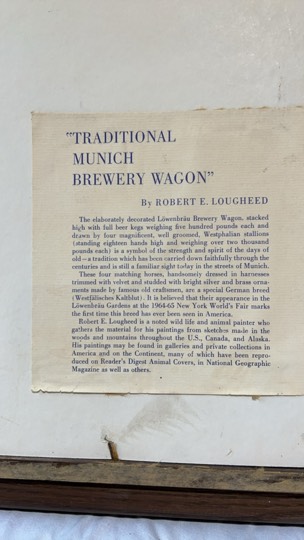 "TRADITIONAL
MUNICH
BREWERY WAGON"
By ROBERT E. LOUGHEED
The elaborately decorated Löwenbräu Brewery Wagon, stacked
high with full beer kegs weighing five hundred pounds each and
drawn by four magnificent, well groomed, Westphalian stallions
(standing eighteen hands high and weighing over two thousand
pounds each) is a symbol of the strength and spirit of the days of
old—a tradition which has been carried down faithfully through the
centuries and is still a familiar sight today in the streets of Munich.
These four matching horses, handsomely dressed in harnesses
trimmed with velvet and studded with bright silver and brass orna-
ments made by famous old craftsmen, are a special German breed
(Westfälisches Kaltblut). It is believed that their appearance in the
Löwenbräu Gardens at the 1964-65 New York World's Fair marks
the first time this breed has ever been seen in America.
Robert E. Lougheed is a noted wild life and animal painter who
gathers the material for his paintings from sketches made in the
woods and mountains throughout the U.S., Canada, and Alaska.
His paintings may be found in galleries and private collections in
America and on the Continent, many of which have been repro-
duced on Reader's Digest Animal Covers, in National Geographic
Magazine as well as others.